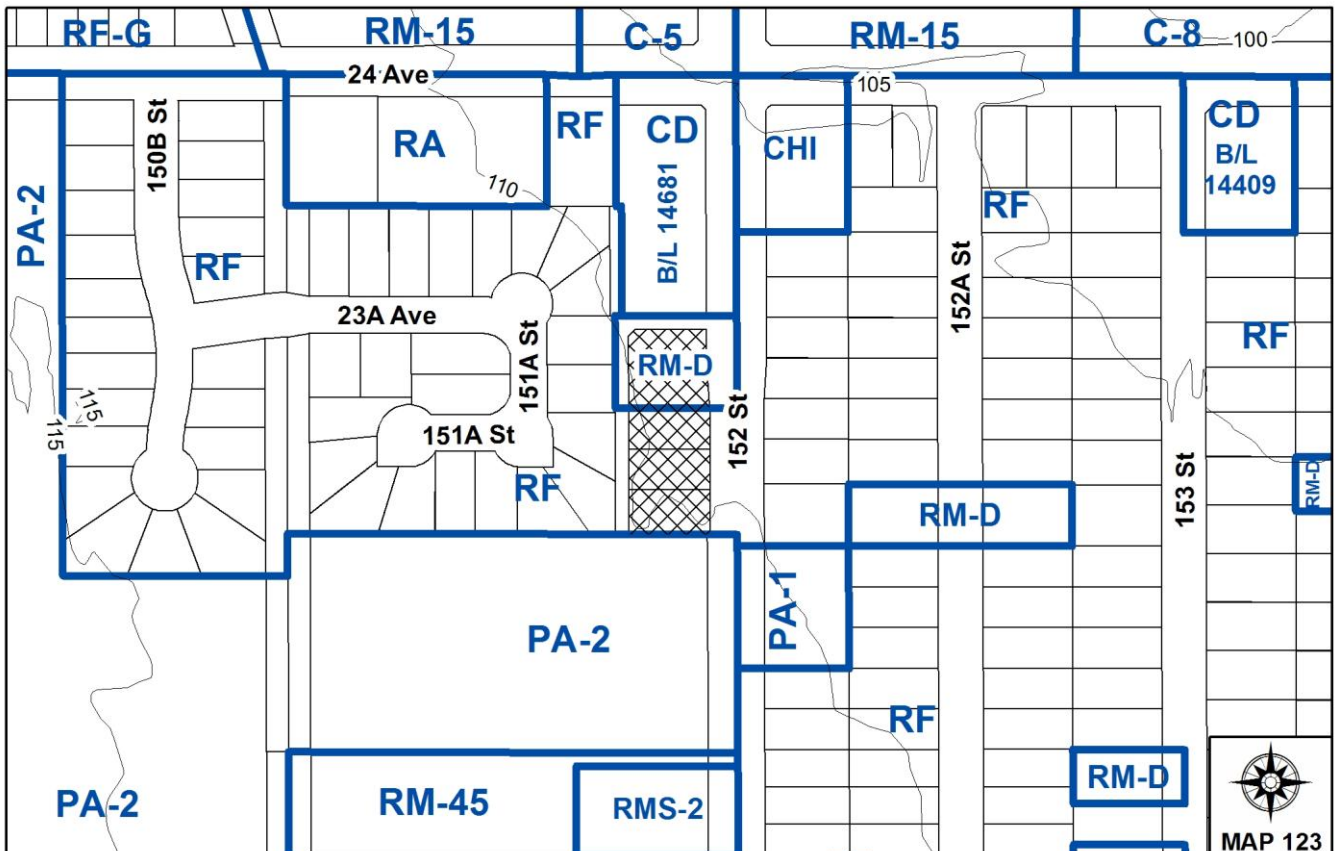 RF-G
RM-15
C-5
RM-15
C-8
100
24 Ave
105
150B St
RA
RF
CD
B/L 14681
CHI
CD
B/L
14409
PA-2
110
RF
RF
152A St
23A Ave
151A St
RM-D
RF
115
115
151A St
152 St
RF
RM-D
153 St
RM-D
PA-2
PA-1
RF
PA-2
RM-45
RMS-2
RM-D
MAP 123